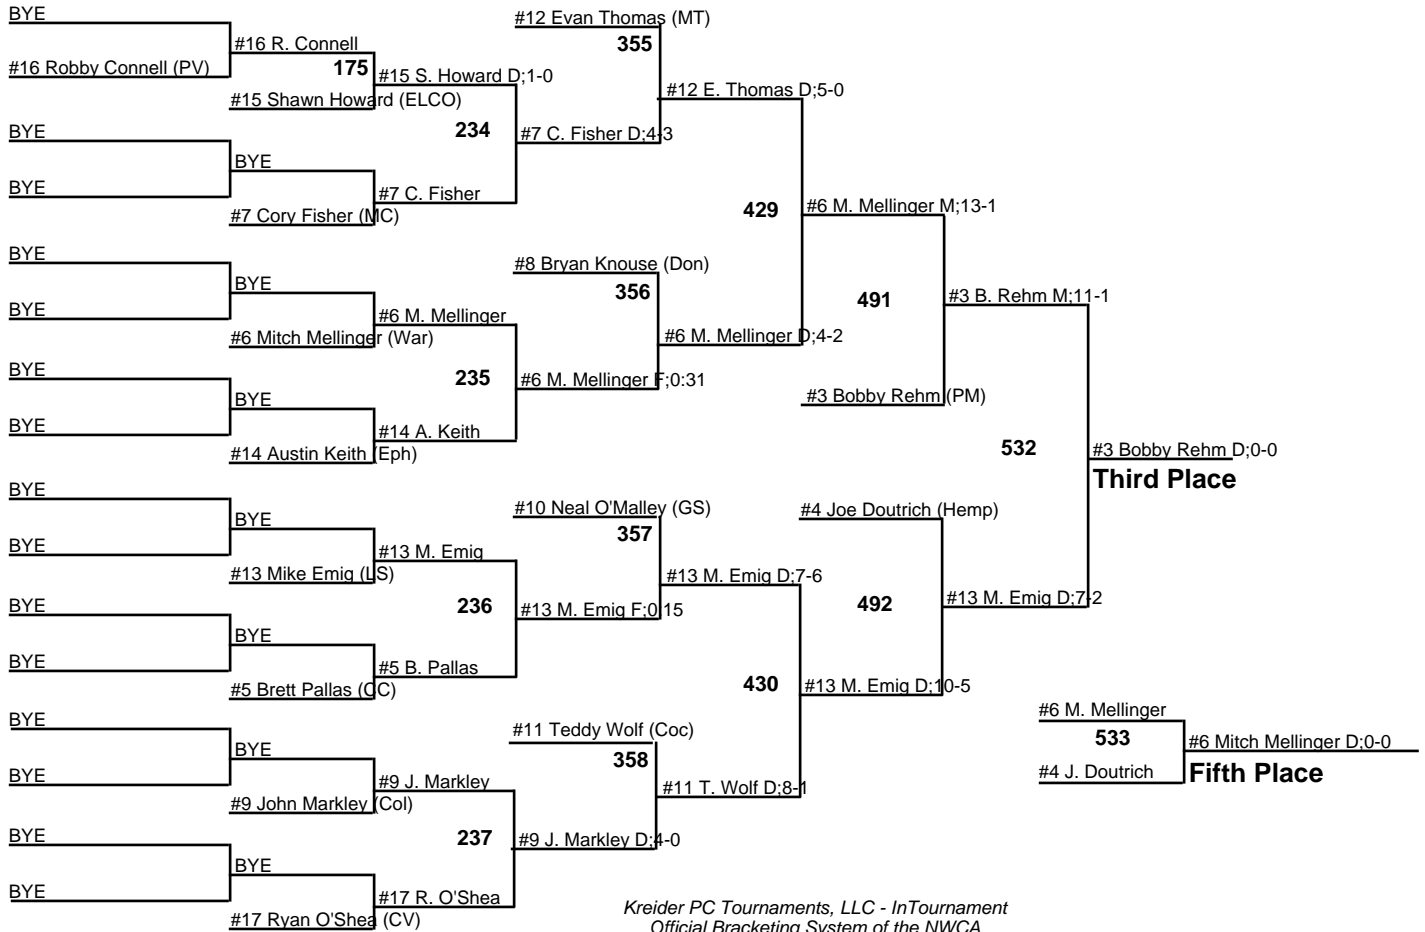 BYE
#16 Robby Connell (PV)
BYE
BYE
BYE
BYE
BYE
BYE
BYE
BYE
BYE
BYE
BYE
BYE
BYE
BYE
#16 R. Connell
175
#15 Shawn Howard (ELCO)
BYE
#7 Cory Fisher (MC)
BYE
#6 Mitch Mellinger (War)
BYE
#14 Austin Keith (Eph)
BYE
#13 Mike Emig (LS)
BYE
#5 Brett Pallas (CC)
BYE
#9 John Markley (Col)
BYE
#17 Ryan O'Shea (CV)
#15 S. Howard D;1-0
234
#7 C. Fisher
#6 M. Mellinger
235
#14 A. Keith
#13 M. Emig
236
#5 B. Pallas
#9 J. Markley
237
#17 R. O'Shea
#12 Evan Thomas (MT)
355
#7 C. Fisher D;4-3
#8 Bryan Knouse (Don)
356
#6 M. Mellinger F;0:31
#10 Neal O'Malley (GS)
357
#13 M. Emig F;0:15
#11 Teddy Wolf (Coc)
358
#9 J. Markley D;4-0
#12 E. Thomas D;5-0
429
#6 M. Mellinger D;4-2
#13 M. Emig D;7-6
430
#11 T. Wolf D;8-1
#6 M. Mellinger M;13-1
491
#3 Bobby Rehm (PM)
#4 Joe Doutrich (Hemp)
492
#13 M. Emig D;10-5
#3 B. Rehm M;11-1
532
#13 M. Emig D;7-2
#3 Bobby Rehm D;0-0
Third Place
#6 M. Mellinger
533
#4 J. Doutrich
#6 Mitch Mellinger D;0-0
Fifth Place
Kreider PC Tournaments, LLC - InTournament
Official Bracketing System of the NWCA